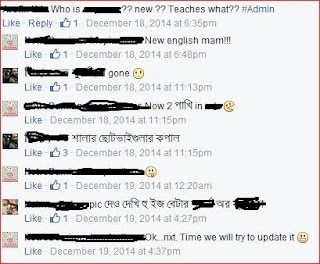 Who is ?? new ?? Teaches what?? #Admin
Like · Reply · 1 · December 18, 2014 at 6:35pm
New english mam!!!
Like · December 18, 2014 at 6:48pm
gone
Like · 1 · December 18, 2014 at 11:13pm
Now 2 পাখি in
Like · December 18, 2014 at 11:15pm
শালার ছোটভাইগুলার কপাল
Like · 3 · December 18, 2014 at 11:15pm
Like · 1 · December 19, 2014 at 12:20am
pic দেও দেখি হু ইজ বেটার অর
Like · 3 · December 19, 2014 at 4:27pm
Ok...nxt. Time we will try to update it
Like · December 19, 2014 at 4:37pm